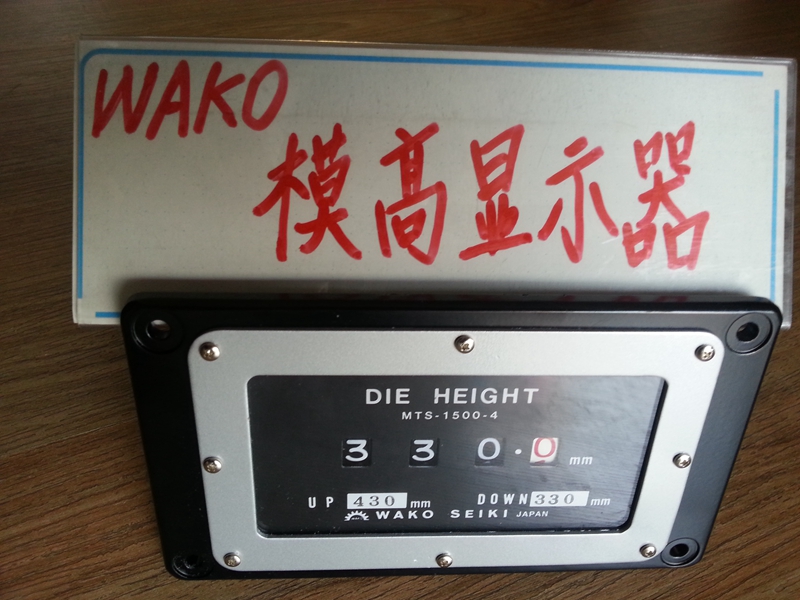 WAKO
模高显示器
DIE HEIGHT
MTS-1500-4
3 3 0.0 mm
UP 430 mm DOWN 330 mm
WAKO SEIKI JAPAN